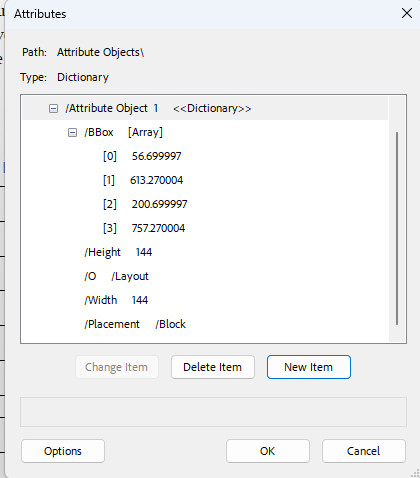 Attributes
Path: Attribute Objects\
Type: Dictionary
/Attribute Object 1 <<Dictionary>>
/BBox [Array]
[0] 56.699997
[1] 613.270004
[2] 200.699997
[3] 757.270004
/Height 144
/O /Layout
/Width 144
/Placement /Block
Change Item Delete Item New Item
Options OK Cancel